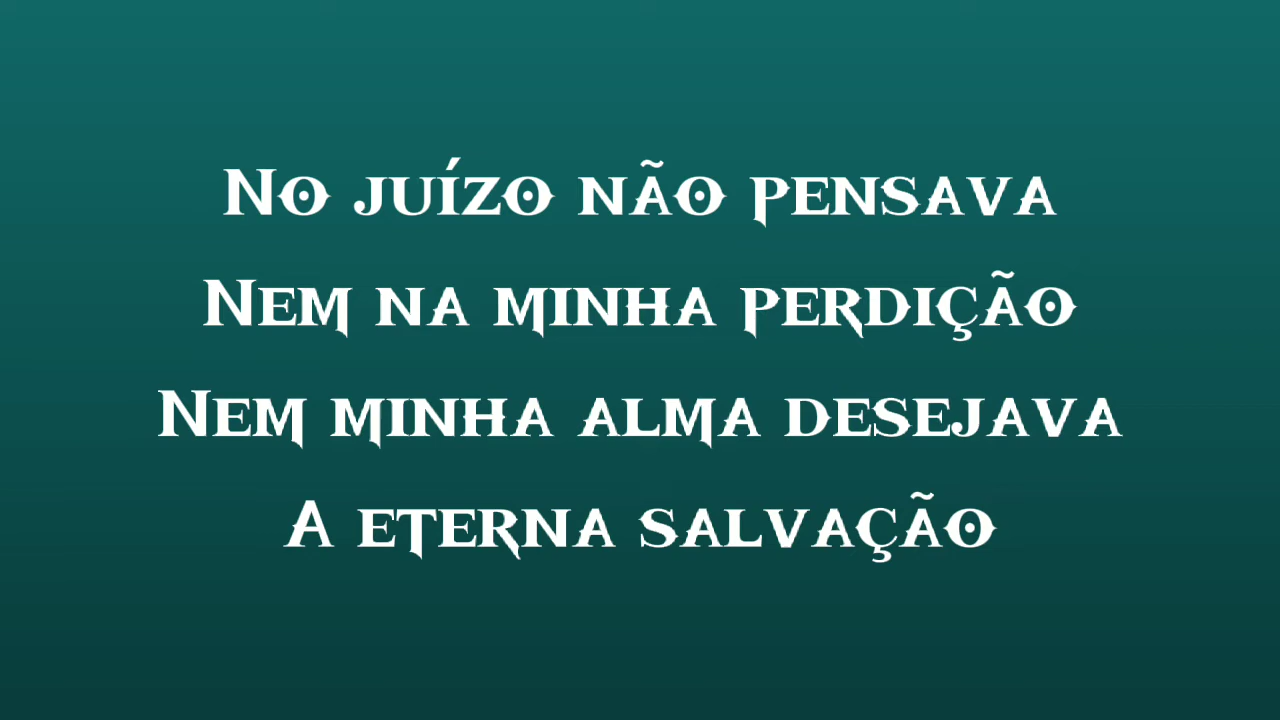 No juízo não pensava
Nem na minha perdição
Nem minha alma desejava
A eterna salvação